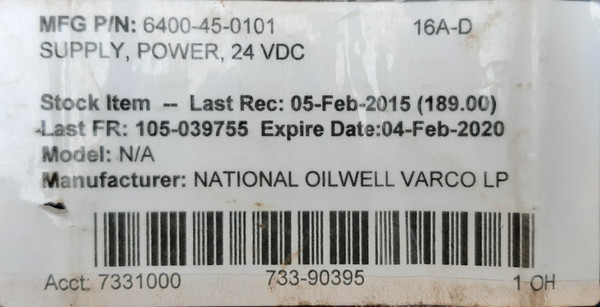 MFG P/N: 6400-45-0101 16A-D
SUPPLY, POWER, 24 VDC
Stock Item -- Last Rec: 05-Feb-2015 (189.00)
Last FR: 105-039755 Expire Date:04-Feb-2020
Model: N/A
Manufacturer: NATIONAL OILWELL VARCO LP
Acct: 7331000 733-90395 1 OH